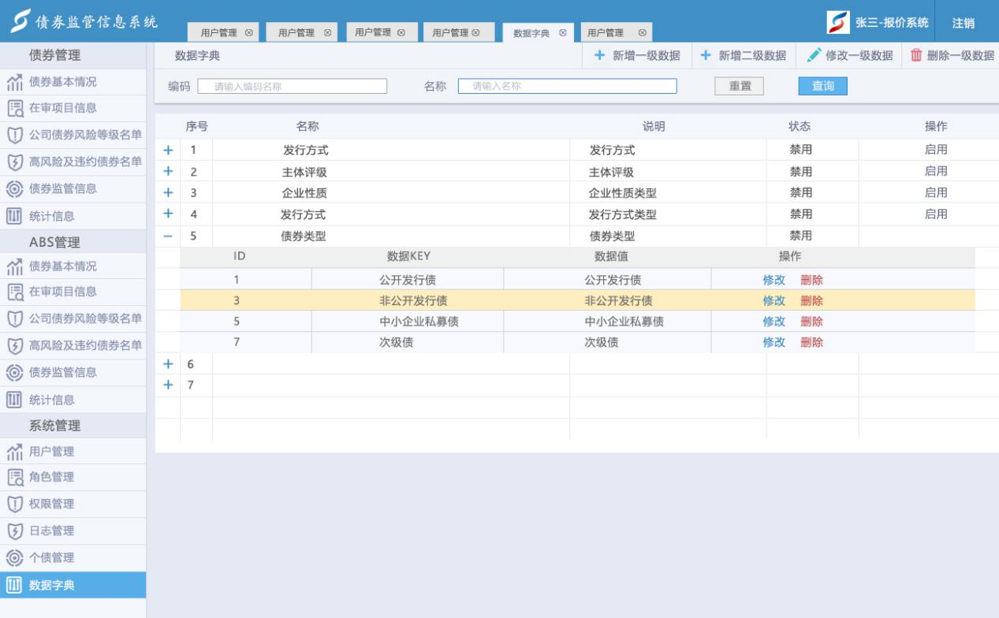 债券监管信息系统
用户管理 用户管理 用户管理 用户管理 数据字典 用户管理
张三-报价系统 注销
债券管理
债券基本情况
在审项目信息
公司债券风险等级名单
高风险及违约债券名单
债券监管信息
统计信息
ABS管理
债券基本情况
在审项目信息
公司债券风险等级名单
高风险及违约债券名单
债券监管信息
统计信息
系统管理
用户管理
角色管理
权限管理
日志管理
个债管理
数据字典
数据字典 新增一级数据 新增二级数据 修改一级数据 删除一级数据
编码 请输入编码名称 名称 请输入名称 重置 查询
序号 名称 说明 状态 操作
1 发行方式 发行方式 禁用 启用
2 主体评级 主体评级 禁用 启用
3 企业性质 企业性质类型 禁用 启用
4 发行方式 发行方式类型 禁用 启用
5 债券类型 债券类型 禁用
ID 数据KEY 数据值 操作
1 公开发行债 公开发行债 修改 删除
3 非公开发行债 非公开发行债 修改 删除
5 中小企业私募债 中小企业私募债 修改 删除
7 次级债 次级债 修改 删除
6
7